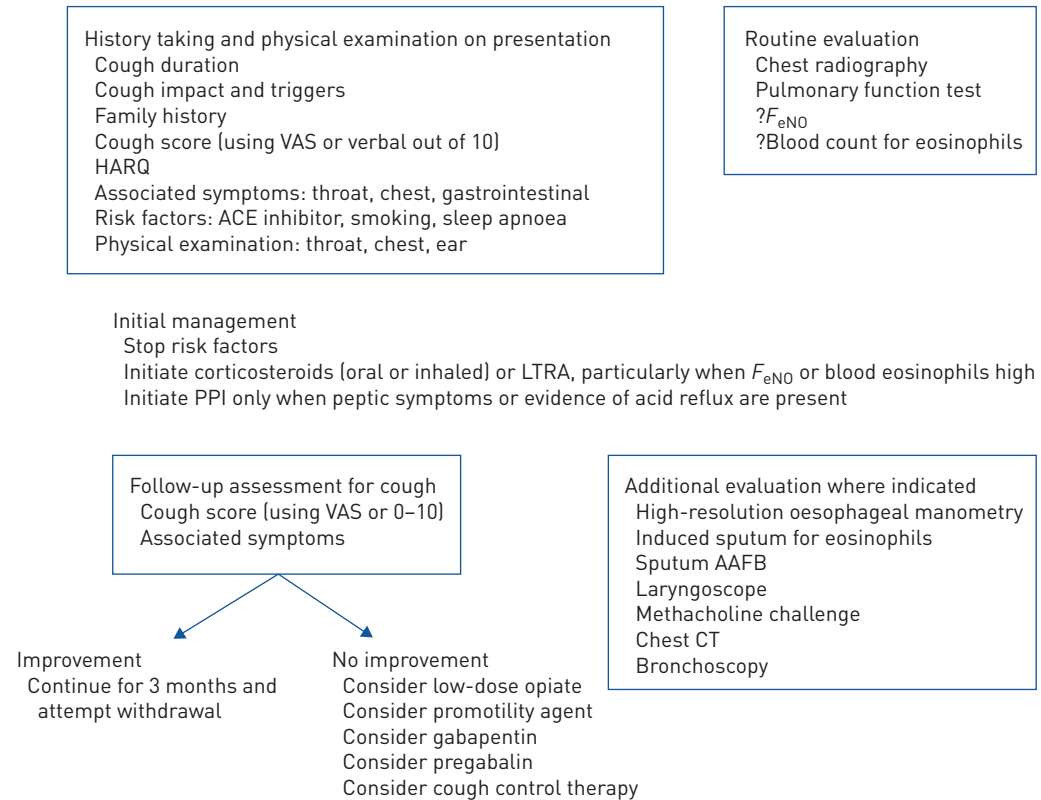 History taking and physical examination on presentation
Cough duration
Cough impact and triggers
Family history
Cough score (using VAS or verbal out of 10)
HARQ
Associated symptoms: throat, chest, gastrointestinal
Risk factors: ACE inhibitor, smoking, sleep apnoea
Physical examination: throat, chest, ear
Routine evaluation
Chest radiography
Pulmonary function test
?FeNO
?Blood count for eosinophils
Initial management
Stop risk factors
Initiate corticosteroids (oral or inhaled) or LTRA, particularly when FeNO or blood eosinophils high
Initiate PPI only when peptic symptoms or evidence of acid reflux are present
Follow-up assessment for cough
Cough score (using VAS or 0–10)
Associated symptoms
Additional evaluation where indicated
High-resolution oesophageal manometry
Induced sputum for eosinophils
Sputum AAFB
Laryngoscope
Methacholine challenge
Chest CT
Bronchoscopy
Improvement
Continue for 3 months and
attempt withdrawal
No improvement
Consider low-dose opiate
Consider promotility agent
Consider gabapentin
Consider pregabalin
Consider cough control therapy